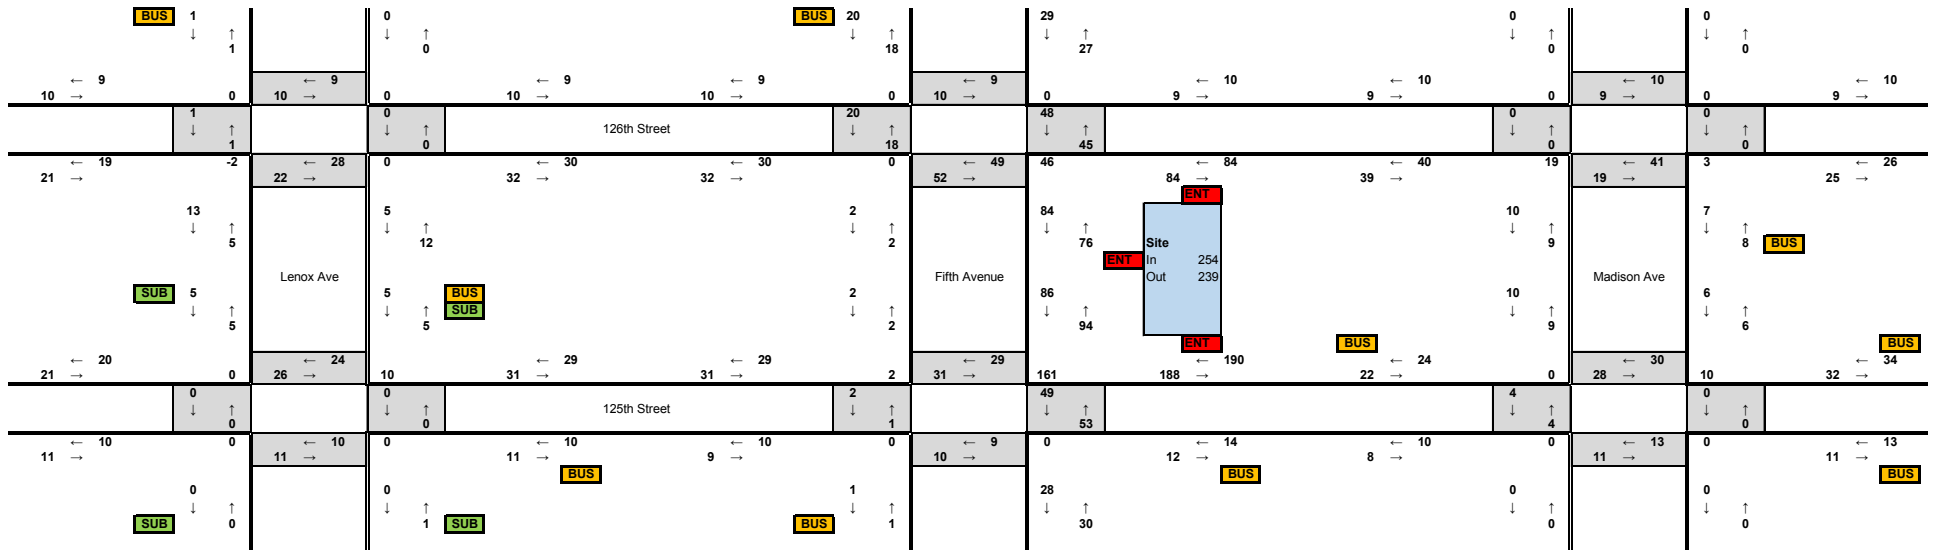 BUS 1 0 BUS 20 29 0 0
↓ ↑ ↓ ↑ ↓ ↑ ↓ ↑ ↓ ↑ ↓ ↑
1 0 18 27 0 0
← 9 ← 9 ← 9 ← 9 ← 9 ← 10 ← 10 ← 10 ← 10
10 → 0 10 → 0 10 → 10 → 0 10 → 0 9 → 9 → 0 9 → 0 9 →
1 0 20 48 0 0
↓ ↑ ↓ ↑ 126th Street ↓ ↑ ↓ ↑ ↓ ↑ ↓ ↑
1 0 18 45 0 0
← 19 -2 ← 28 0 ← 30 ← 30 0 ← 49 46 ← 84 ← 40 19 ← 41 3 ← 26
21 → 22 → 32 → 32 → 52 → 84 → 39 → 19 → 25 →
ENT
13 5 2 84 10 7
↓ ↑ ↓ ↑ ↓ ↑ ↓ ↑ ↓ ↑ ↓ ↑
5 12 2 76 Site 9 8 BUS
ENT In 254
Lenox Ave Fifth Avenue Out 239 Madison Ave
SUB 5 5 BUS 2 86 10 6
↓ ↑ ↓ ↑ SUB ↓ ↑ ↓ ↑ ↓ ↑ ↓ ↑
5 5 2 94 9 6
ENT BUS BUS
← 20 ← 24 ← 29 ← 29 ← 29 ← 190 ← 24 ← 30 ← 34
21 → 0 26 → 10 31 → 31 → 2 31 → 161 188 → 22 → 0 28 → 10 32 →
0 0 2 49 4 0
↓ ↑ ↓ ↑ 125th Street ↓ ↑ ↓ ↑ ↓ ↑ ↓ ↑
0 0 1 53 4 0
← 10 0 ← 10 0 ← 10 ← 10 0 ← 9 0 ← 14 ← 10 0 ← 13 0 ← 13
11 → 11 → 11 → 9 → 10 → 12 → 8 → 11 → 11 →
BUS BUS BUS
0 0 1 28 0 0
↓ ↑ ↓ ↑ ↓ ↑ ↓ ↑ ↓ ↑ ↓ ↑
SUB 0 1 SUB BUS 1 30 0 0